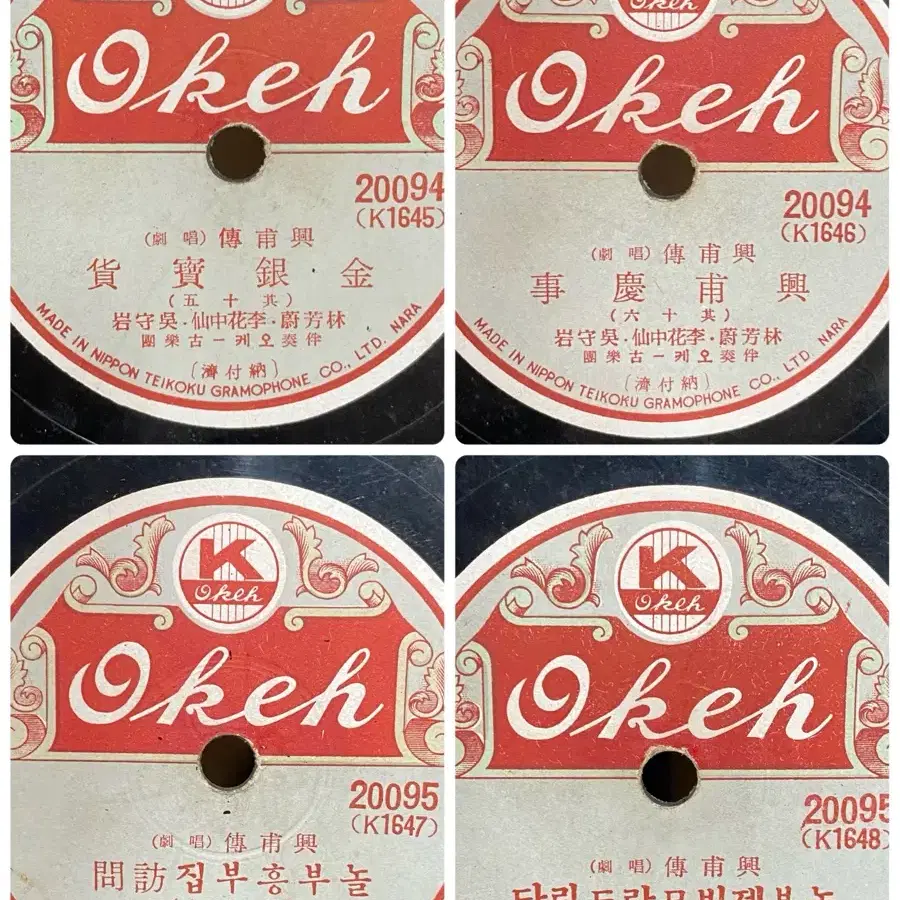 Okeh
20094
(K1645)
興甫傳(唱劇)
金銀寶貨
(其十五)
林芳蔚·李花中仙·吳守岩
伴奏오케ー古樂團
〔納付濟〕
MADE IN NIPPON TEIKOKU GRAMOPHONE CO., LTD. NARA
Okeh
Okeh
20094
(K1646)
興甫傳(唱劇)
興甫慶事
(其十六)
林芳蔚·李花中仙·吳守岩
伴奏오케ー古樂團
〔納付濟〕
MADE IN NIPPON TEIKOKU GRAMOPHONE CO., LTD. NARA
K
Okeh
Okeh
20095
(K1647)
興甫傳(唱劇)
놀부흥부집訪問
K
Okeh
Okeh
20095
(K1648)
興甫傳(唱劇)